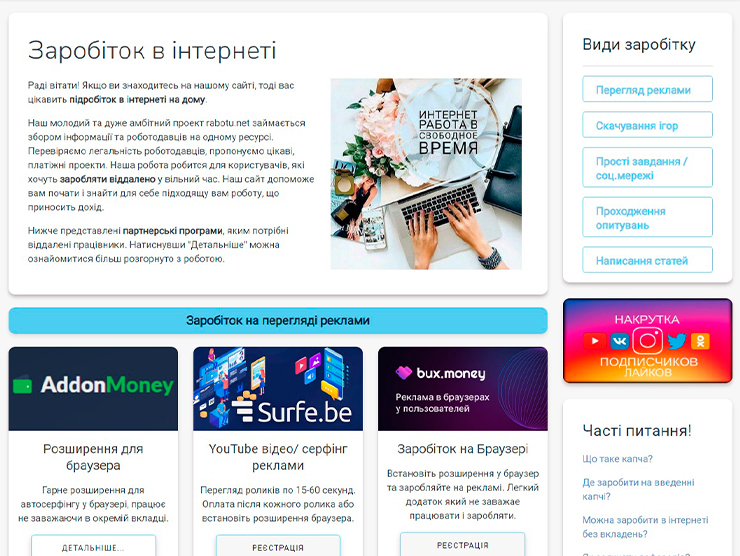 Заробіток в інтернеті
Раді вітати! Якщо ви знаходитесь на нашому сайті, тоді вас
цікавить підробіток в інтернеті на дому.
Наш молодий та дуже амбітний проект rabotu.net займається
збором інформації та роботодавців на одному ресурсі.
Перевіряємо легальність роботодавців, пропонуємо цікаві,
платіжні проекти. Наша робота робится для користувачів, які
хочуть заробляти віддалено у вільний час. Наш сайт допоможе
вам почати і знайти для себе підходящу вам роботу, що
приносить дохід.
Нижче представлені партнерські програми, яким потрібні
віддалені працівники. Натиснувши "Детальніше" можна
ознайомитися більш розгорнуто з роботою.
ИНТЕРНЕТ
РАБОТА В
СВОБОДНОЕ
ВРЕМЯ
Заробіток на перегляді реклами
AddonMoney
Розширення для
браузера
Гарне розширення для
автосерфінгу у браузері, працює
не заважаючи в окремій вкладці.
ДЕТАЛЬНІШЕ...
Surfe.be
YouTube відео/ серфінг
реклами
Перегляд роликів по 15-60 секунд.
Оплата після кожного ролика або
встановіть розширення браузера.
РЕЄСТРАЦІЯ
bux.money
Реклама в браузерах
у пользователей
Заробіток на Браузері
Встановіть розширення у браузер
та заробляйте на рекламі. Легкий
додаток який не заважає
працювати і заробляти.
РЕЄСТРАЦІЯ
Види заробітку
Перегляд реклами
Скачування ігор
Прості завдання /
соц.мережі
Проходження
опитувань
Написання статей
НАКРУТКА
ПОДПИСЧИКОВ
ЛАЙКОВ
Часті питання!
Що таке капча?
Де заробити на введенні
капчі?
Можна заробити в інтернеті
без вкладень?